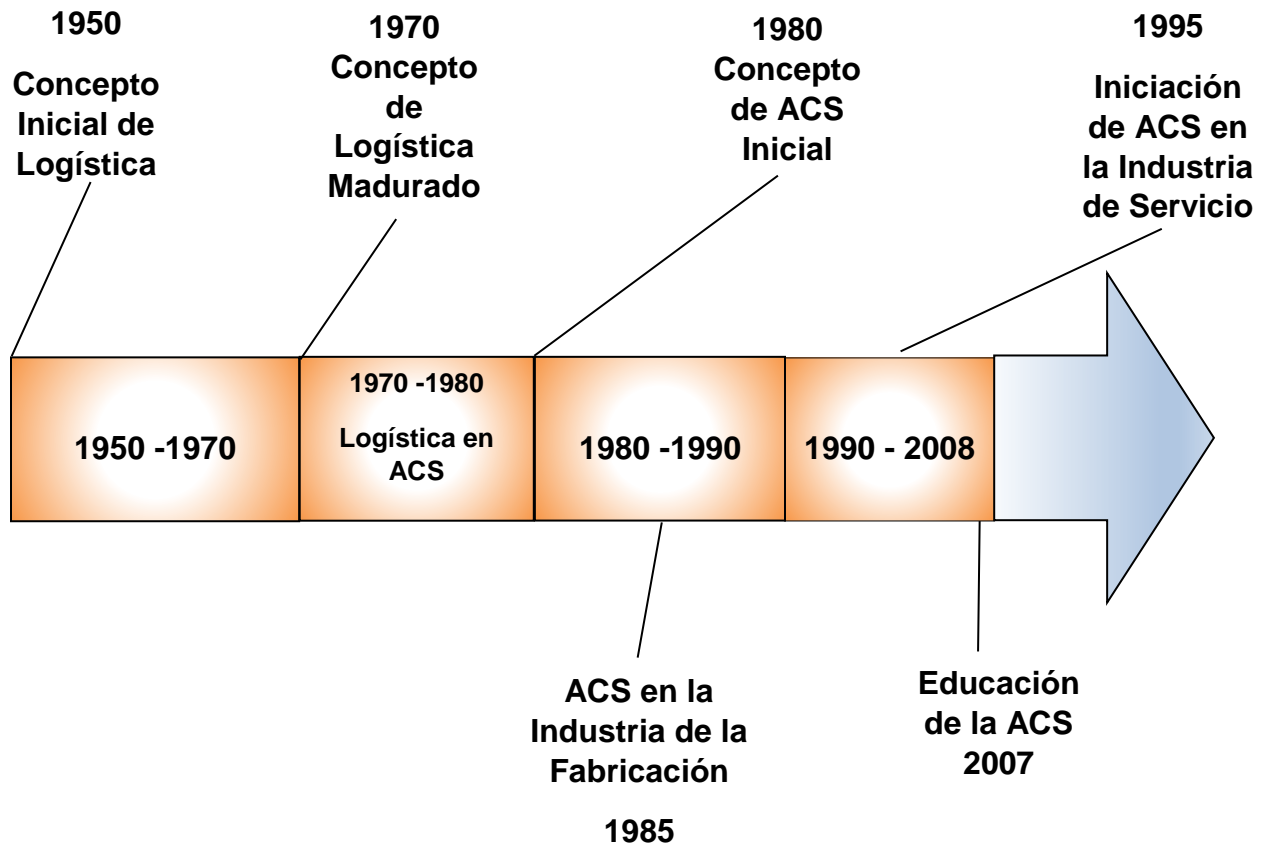 1950
Concepto
Inicial de
Logística
1970
Concepto
de
Logística
Madurado
1980
Concepto
de ACS
Inicial
1995
Iniciación
de ACS en
la Industria
de Servicio
1950 -1970
1970 -1980
Logística en
ACS
1980 -1990
1990 - 2008
ACS en la
Industria de la
Fabricación
1985
Educación
de la ACS
2007